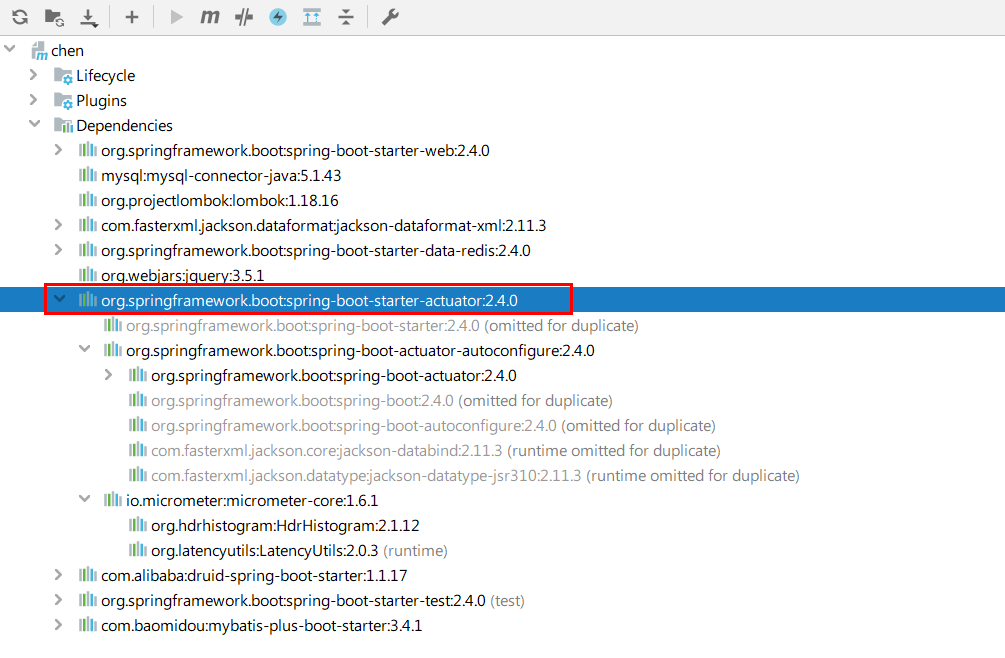 chen
Lifecycle
Plugins
Dependencies
org.springframework.boot:spring-boot-starter-web:2.4.0
mysql:mysql-connector-java:5.1.43
org.projectlombok:lombok:1.18.16
com.fasterxml.jackson.dataformat:jackson-dataformat-xml:2.11.3
org.springframework.boot:spring-boot-starter-data-redis:2.4.0
org.webjars:jquery:3.5.1
org.springframework.boot:spring-boot-starter-actuator:2.4.0
org.springframework.boot:spring-boot-starter:2.4.0 (omitted for duplicate)
org.springframework.boot:spring-boot-actuator-autoconfigure:2.4.0
org.springframework.boot:spring-boot-actuator:2.4.0
org.springframework.boot:spring-boot:2.4.0 (omitted for duplicate)
org.springframework.boot:spring-boot-autoconfigure:2.4.0 (omitted for duplicate)
com.fasterxml.jackson.core:jackson-databind:2.11.3 (runtime omitted for duplicate)
com.fasterxml.jackson.datatype:jackson-datatype-jsr310:2.11.3 (runtime omitted for duplicate)
io.micrometer:micrometer-core:1.6.1
org.hdrhistogram:HdrHistogram:2.1.12
org.latencyutils:LatencyUtils:2.0.3 (runtime)
com.alibaba:druid-spring-boot-starter:1.1.17
org.springframework.boot:spring-boot-starter-test:2.4.0 (test)
com.baomidou:mybatis-plus-boot-starter:3.4.1